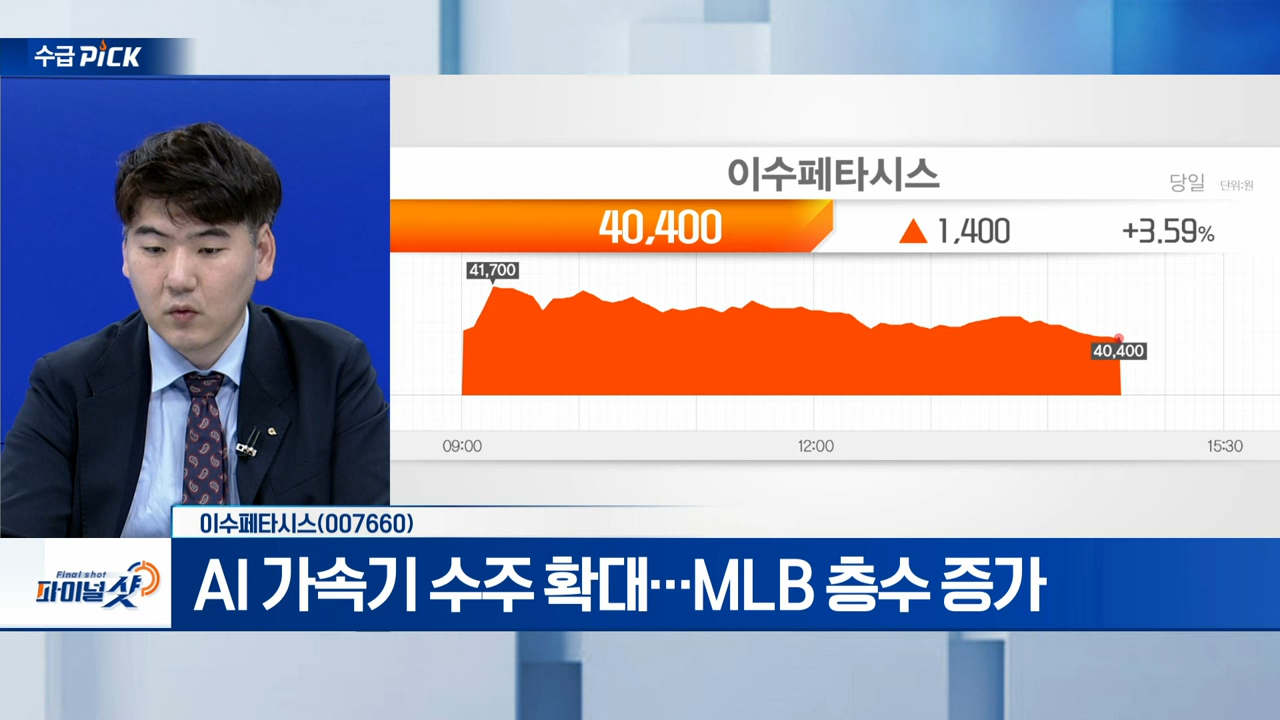 수급 PiCK
이수페타시스
당일 단위:원
40,400 ▲ 1,400 +3.59%
41,700
40,400
09:00 12:00 15:30
이수페타시스(007660)
Final shot
파이널샷
AI 가속기 수주 확대…MLB 층수 증가